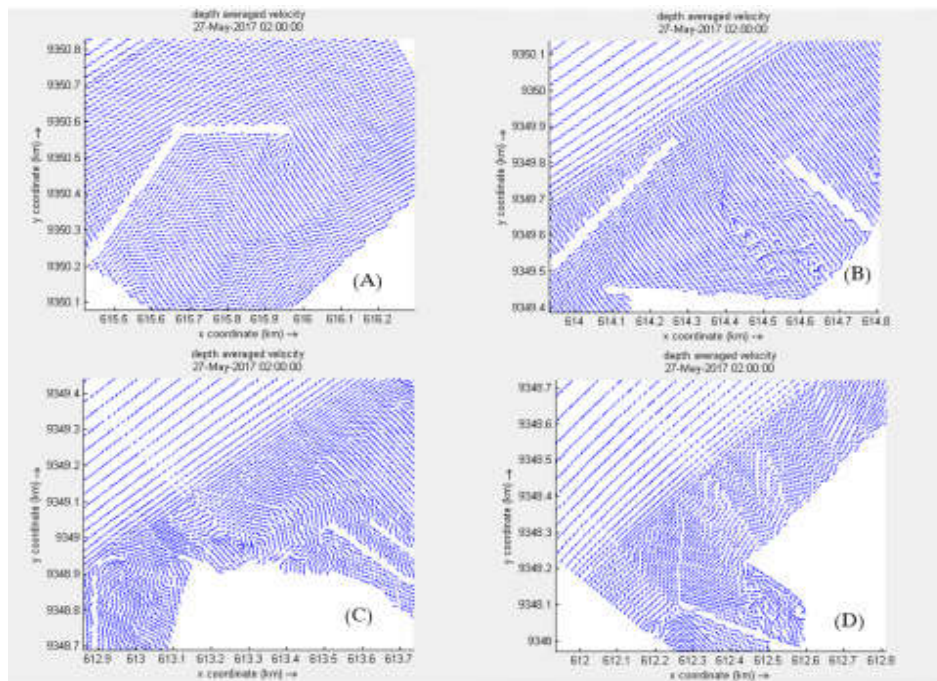 depth averaged velocity
27-May-2017 02:00:00
y coordinate (km) →
9350.8
9350.7
9350.6
9350.5
9350.4
9350.3
9350.2
9350.1
(A)
615.5 615.6 615.7 615.8 615.9 616 616.1 616.2
x coordinate (km) →
depth averaged velocity
27-May-2017 02:00:00
y coordinate (km) →
9350.1
9350
9349.9
9349.8
9349.7
9349.6
9349.5
9349.4
(B)
614 614.1 614.2 614.3 614.4 614.5 614.6 614.7 614.8
x coordinate (km) →
depth averaged velocity
27-May-2017 02:00:00
y coordinate (km) →
9349.4
9349.3
9349.2
9349.1
9349
9348.9
9348.8
9348.7
(C)
612.9 613 613.1 613.2 613.3 613.4 613.5 613.6 613.7
x coordinate (km) →
depth averaged velocity
27-May-2017 02:00:00
y coordinate (km) →
9348.7
9348.6
9348.5
9348.4
9348.3
9348.2
9348.1
9348
(D)
612 612.1 612.2 612.3 612.4 612.5 612.6 612.7 612.8
x coordinate (km) →